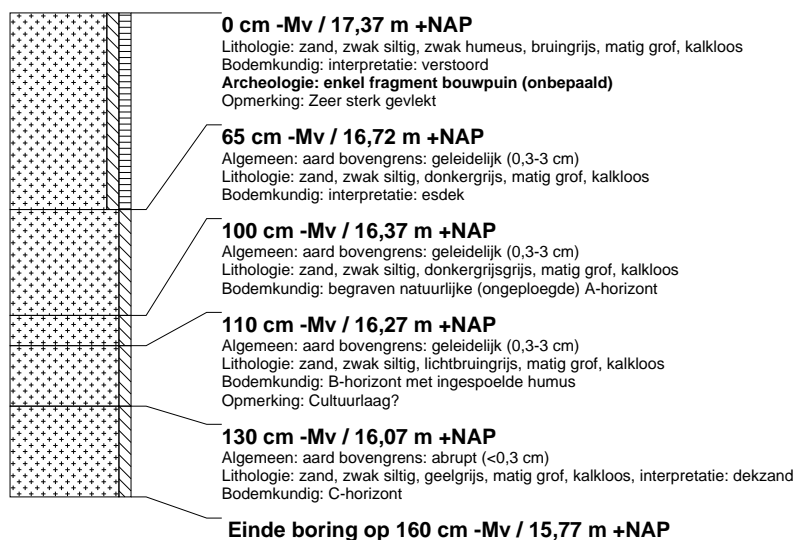 0 cm -Mv / 17,37 m +NAP
Lithologie: zand, zwak siltig, zwak humeus, bruingrijs, matig grof, kalkloos
Bodemkundig: interpretatie: verstoord
Archeologie: enkel fragment bouwpuin (onbepaald)
Opmerking: Zeer sterk gevlekt
65 cm -Mv / 16,72 m +NAP
Algemeen: aard bovengrens: geleidelijk (0,3-3 cm)
Lithologie: zand, zwak siltig, donkergrijs, matig grof, kalkloos
Bodemkundig: interpretatie: esdek
100 cm -Mv / 16,37 m +NAP
Algemeen: aard bovengrens: geleidelijk (0,3-3 cm)
Lithologie: zand, zwak siltig, donkergrijsgrijs, matig grof, kalkloos
Bodemkundig: begraven natuurlijke (ongeploegde) A-horizont
110 cm -Mv / 16,27 m +NAP
Algemeen: aard bovengrens: geleidelijk (0,3-3 cm)
Lithologie: zand, zwak siltig, lichtbruingrijs, matig grof, kalkloos
Bodemkundig: B-horizont met ingespoelde humus
Opmerking: Cultuurlaag?
130 cm -Mv / 16,07 m +NAP
Algemeen: aard bovengrens: abrupt (<0,3 cm)
Lithologie: zand, zwak siltig, geelgrijs, matig grof, kalkloos, interpretatie: dekzand
Bodemkundig: C-horizont
Einde boring op 160 cm -Mv / 15,77 m +NAP